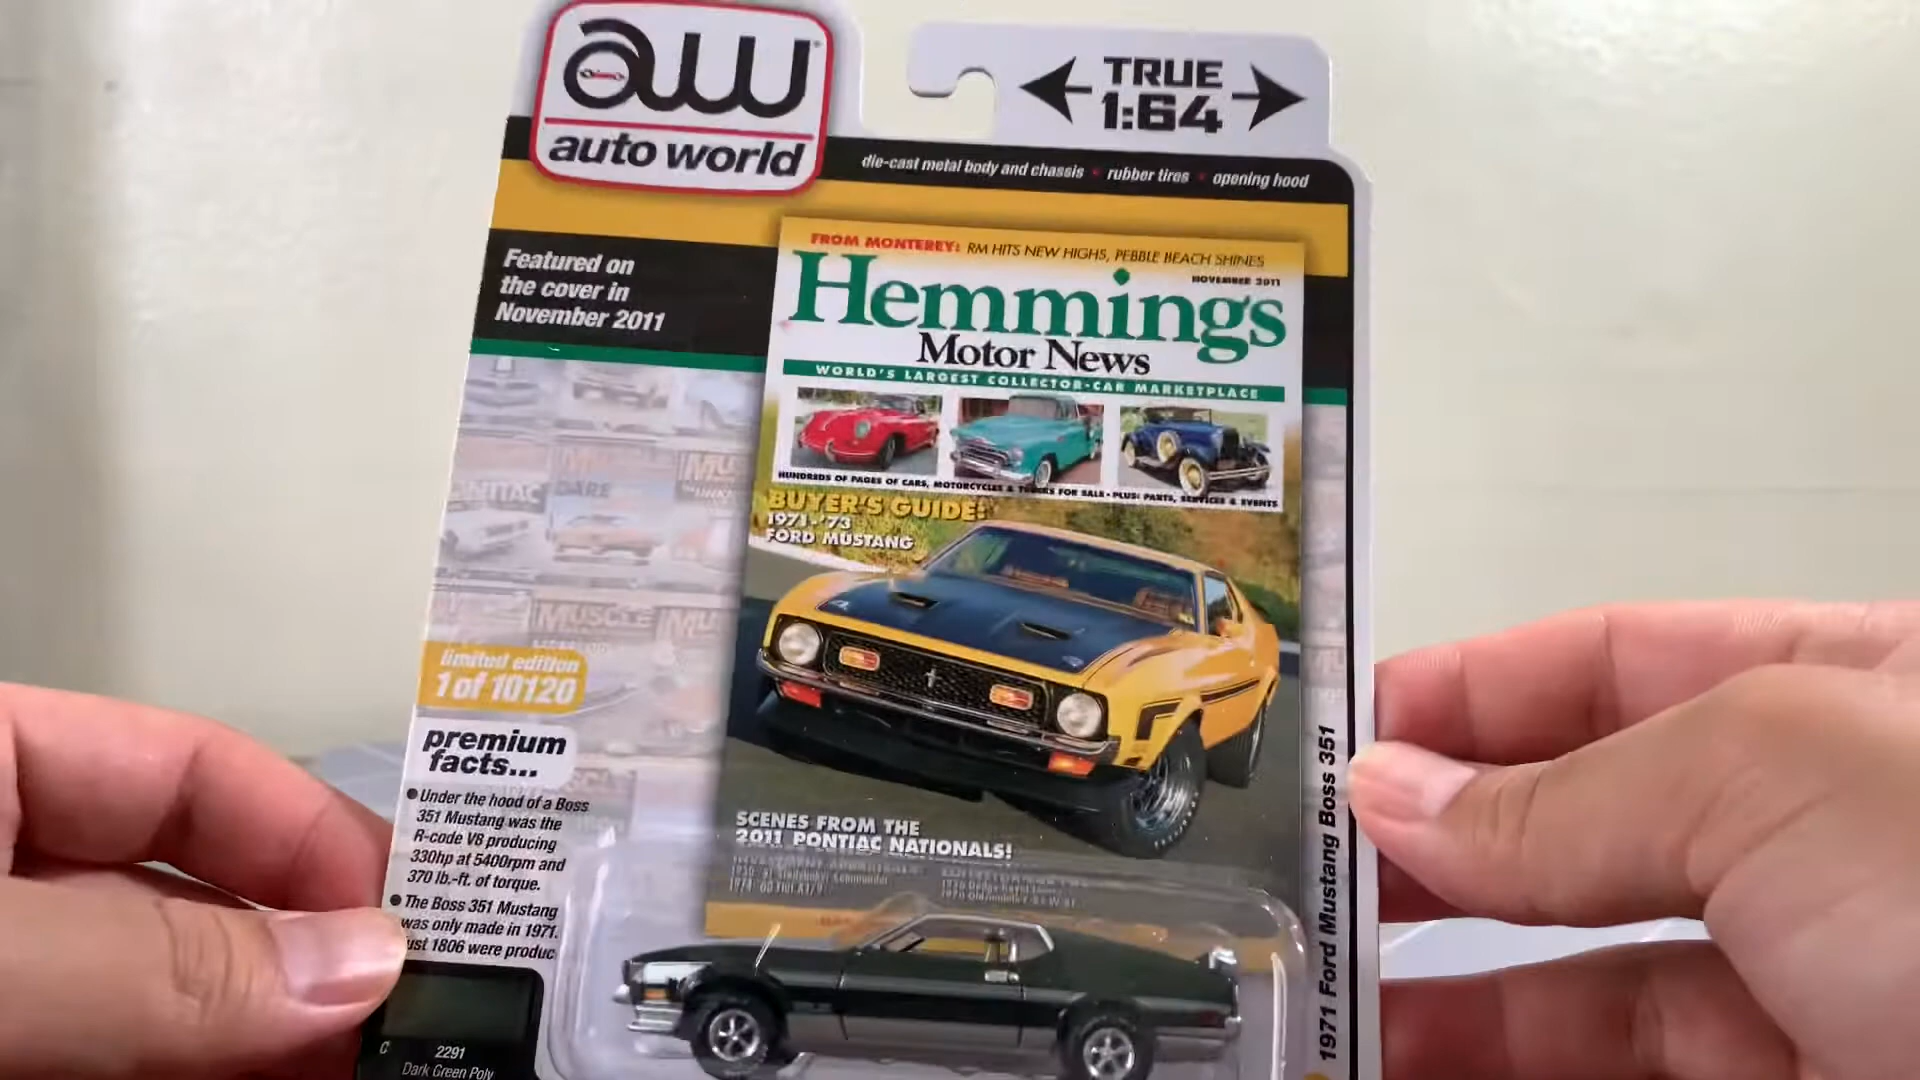 aw
auto world
TRUE
1:64
die-cast metal body and chassis • rubber tires • opening hood
Featured on
the cover in
November 2011
FROM MONTEREY: RM HITS NEW HIGHS, PEBBLE BEACH SHINES
NOVEMBER 2011
Hemmings
Motor News
WORLD'S LARGEST COLLECTOR-CAR MARKETPLACE
HUNDREDS OF PAGES OF CARS, MOTORCYCLES & TRUCKS FOR SALE • PLUS: PARTS, SERVICES & EVENTS
BUYER'S GUIDE:
1971-'73
FORD MUSTANG
MUSCLE
limited edition
1 of 10120
premium
facts...
• Under the hood of a Boss
351 Mustang was the
R-code V8 producing
330hp at 5400rpm and
370 lb.-ft. of torque.
• The Boss 351 Mustang
was only made in 1971.
ust 1806 were produc
SCENES FROM THE
2011 PONTIAC NATIONALS!
1971 Ford Mustang Boss 351
C
2291
Dark Green Poly